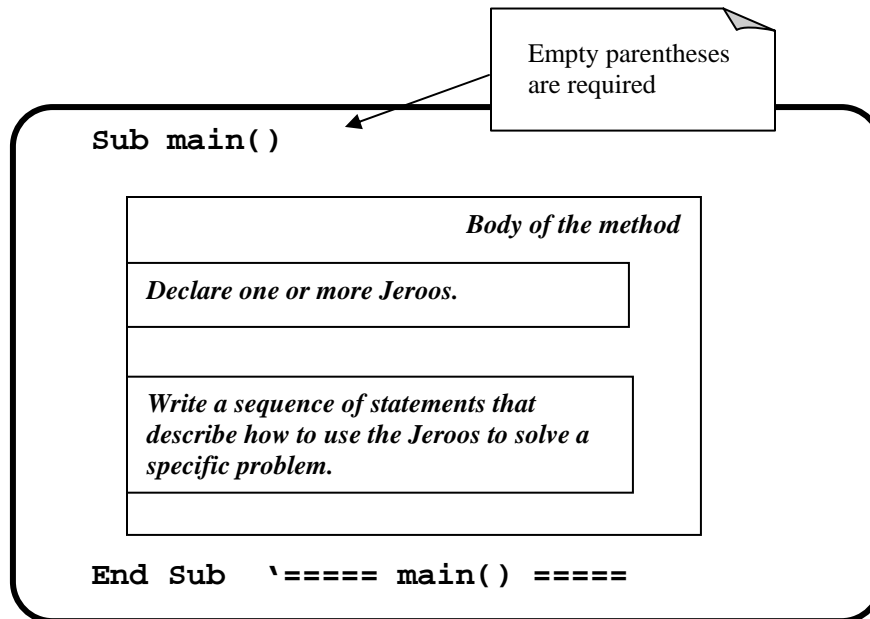 Empty parentheses
are required
Sub main()
Body of the method
Declare one or more Jeroos.
Write a sequence of statements that
describe how to use the Jeroos to solve a
specific problem.
End Sub  ‘===== main() =====